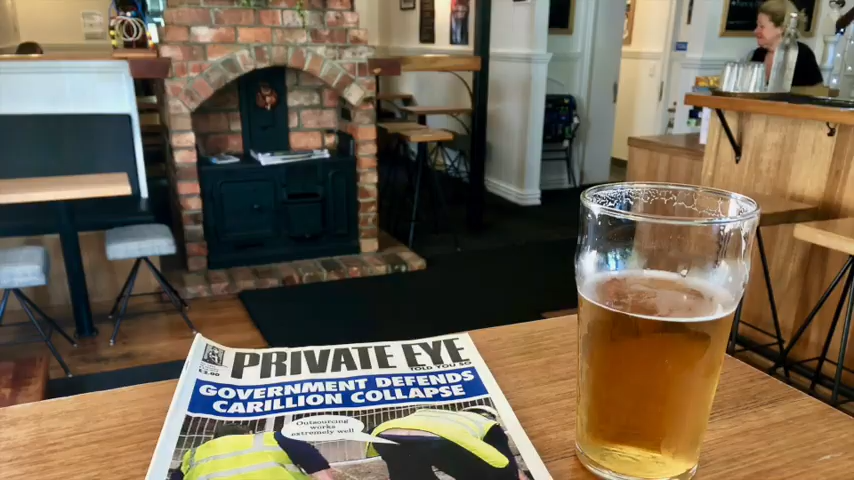 PRIVATE EYE
TOLD YOU SO
GOVERNMENT DEFENDS
CARILLION COLLAPSE
Outsourcing
works
extremely well